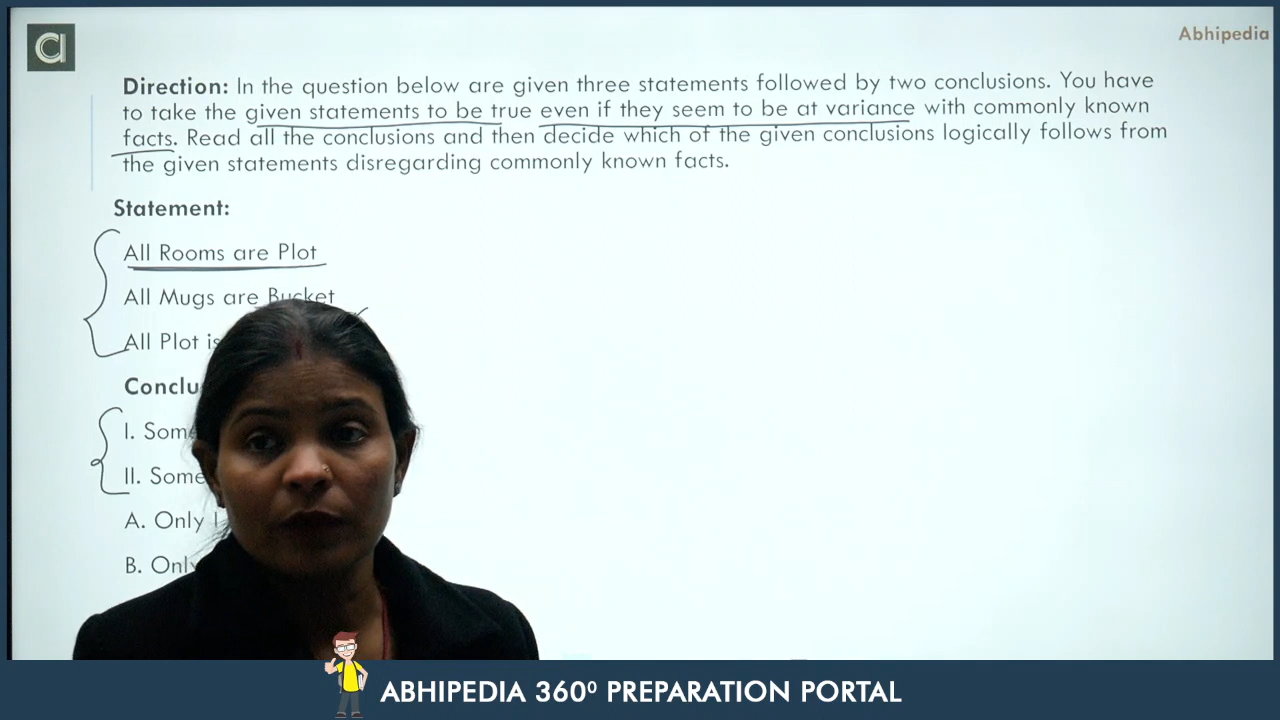 Abhipedia
Direction: In the question below are given three statements followed by two conclusions. You have
to take the given statements to be true even if they seem to be at variance with commonly known
facts. Read all the conclusions and then decide which of the given conclusions logically follows from
the given statements disregarding commonly known facts.
Statement:
All Rooms are Plot
All Mugs are Bucket
All Plot is
Conclu
I. Some
II. Some
A. Only I
B. Only
ABHIPEDIA 360⁰ PREPARATION PORTAL